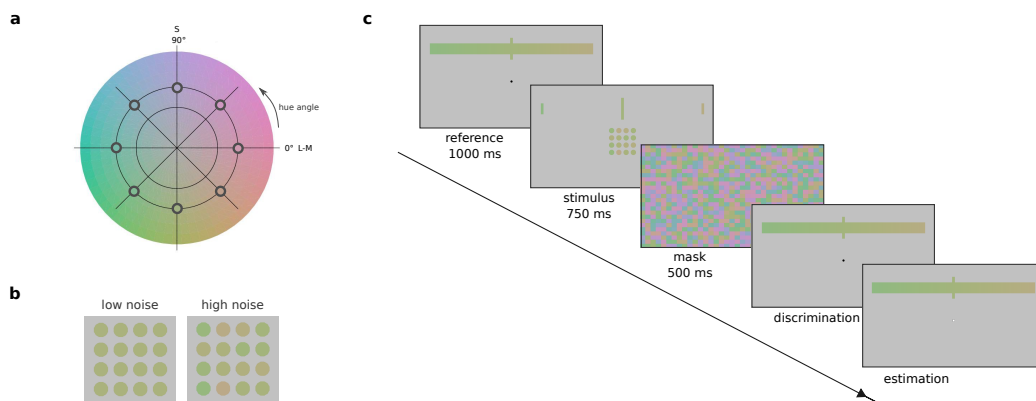 a
S
90°
hue angle
0° L-M
b
low noise
high noise
c
reference
1000 ms
stimulus
750 ms
mask
500 ms
discrimination
estimation